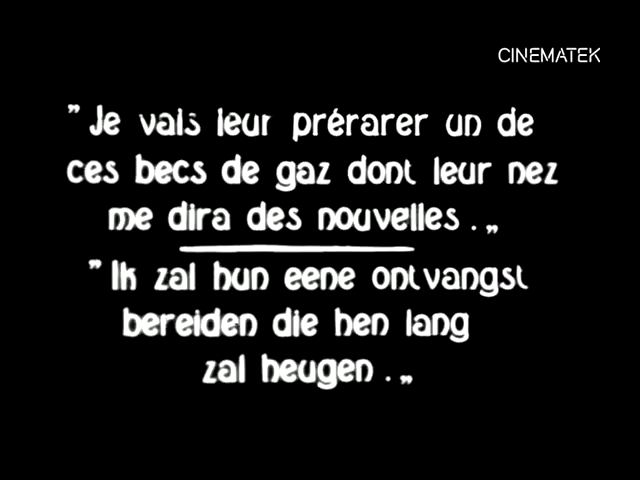 CINEMATEK
"Je vais leur prérarer un de
ces becs de gaz dont leur nez
me dira des nouvelles . „
"Ik zal hun eene ontvangst
bereiden die hen lang
zal heugen . „